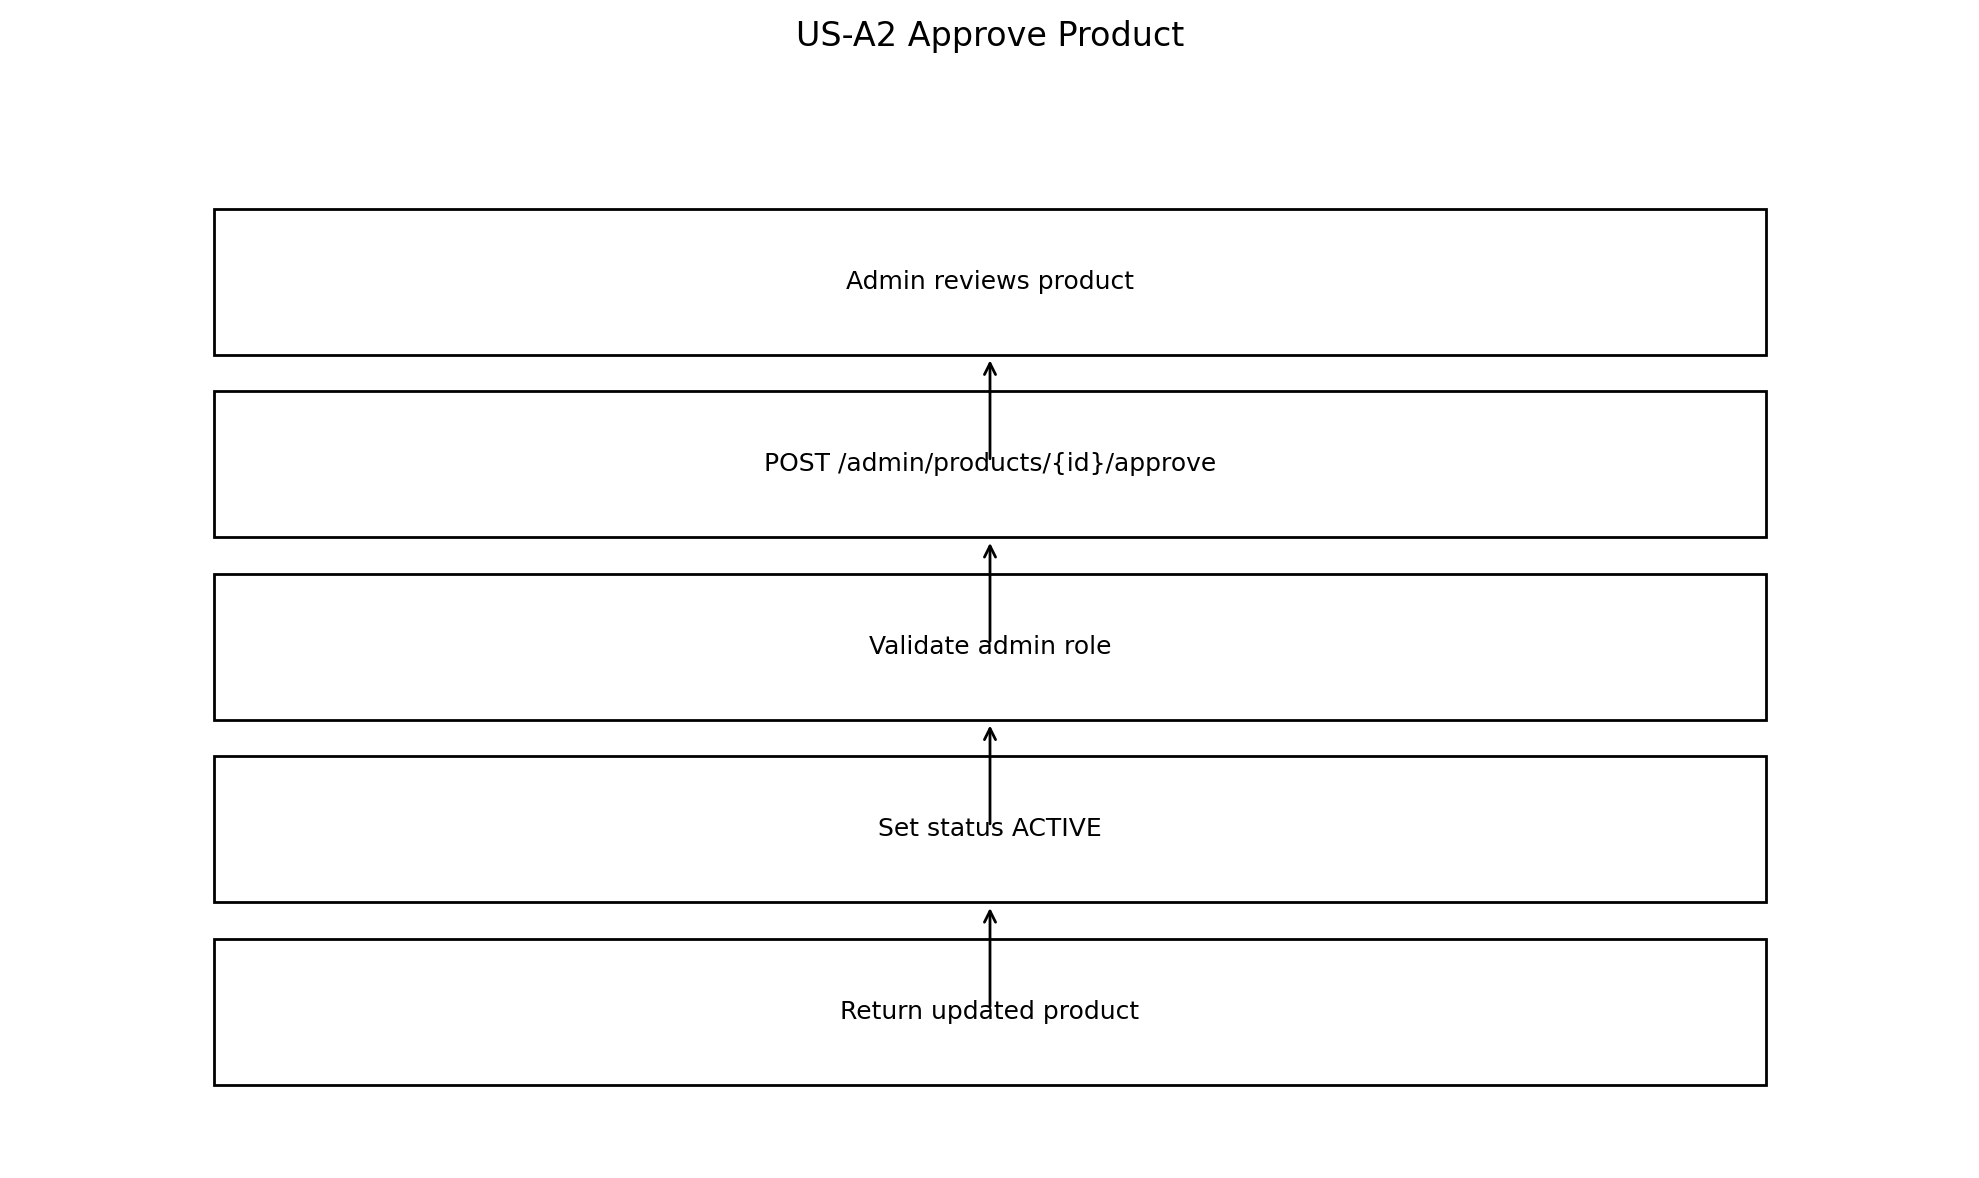 US-A2 Approve Product
Admin reviews product
POST /admin/products/{id}/approve
Validate admin role
Set status ACTIVE
Return updated product